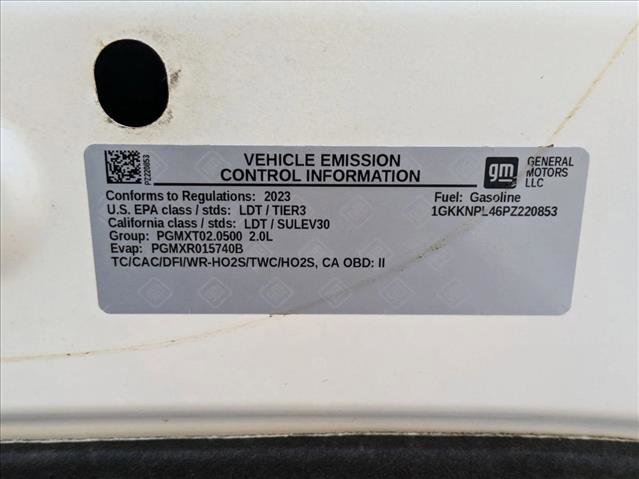 PZ220853
VEHICLE EMISSION
CONTROL INFORMATION
gm
GENERAL
MOTORS
LLC
Conforms to Regulations: 2023
U.S. EPA class / stds: LDT / TIER3
California class / stds: LDT / SULEV30
Group: PGMXT02.0500 2.0L
Evap: PGMXR015740B
TC/CAC/DFI/WR-HO2S/TWC/HO2S, CA OBD: II
Fuel: Gasoline
1GKKNPL46PZ220853